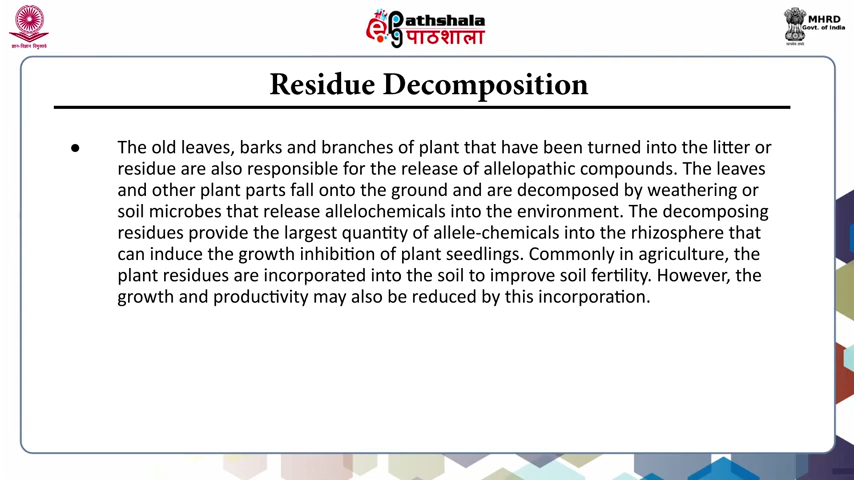 ज्ञान-विज्ञान विमुक्तये
ePathshala
पाठशाला
MHRD
Govt. of India
Residue Decomposition
● The old leaves, barks and branches of plant that have been turned into the litter or
residue are also responsible for the release of allelopathic compounds. The leaves
and other plant parts fall onto the ground and are decomposed by weathering or
soil microbes that release allelochemicals into the environment. The decomposing
residues provide the largest quantity of allele-chemicals into the rhizosphere that
can induce the growth inhibition of plant seedlings. Commonly in agriculture, the
plant residues are incorporated into the soil to improve soil fertility. However, the
growth and productivity may also be reduced by this incorporation.